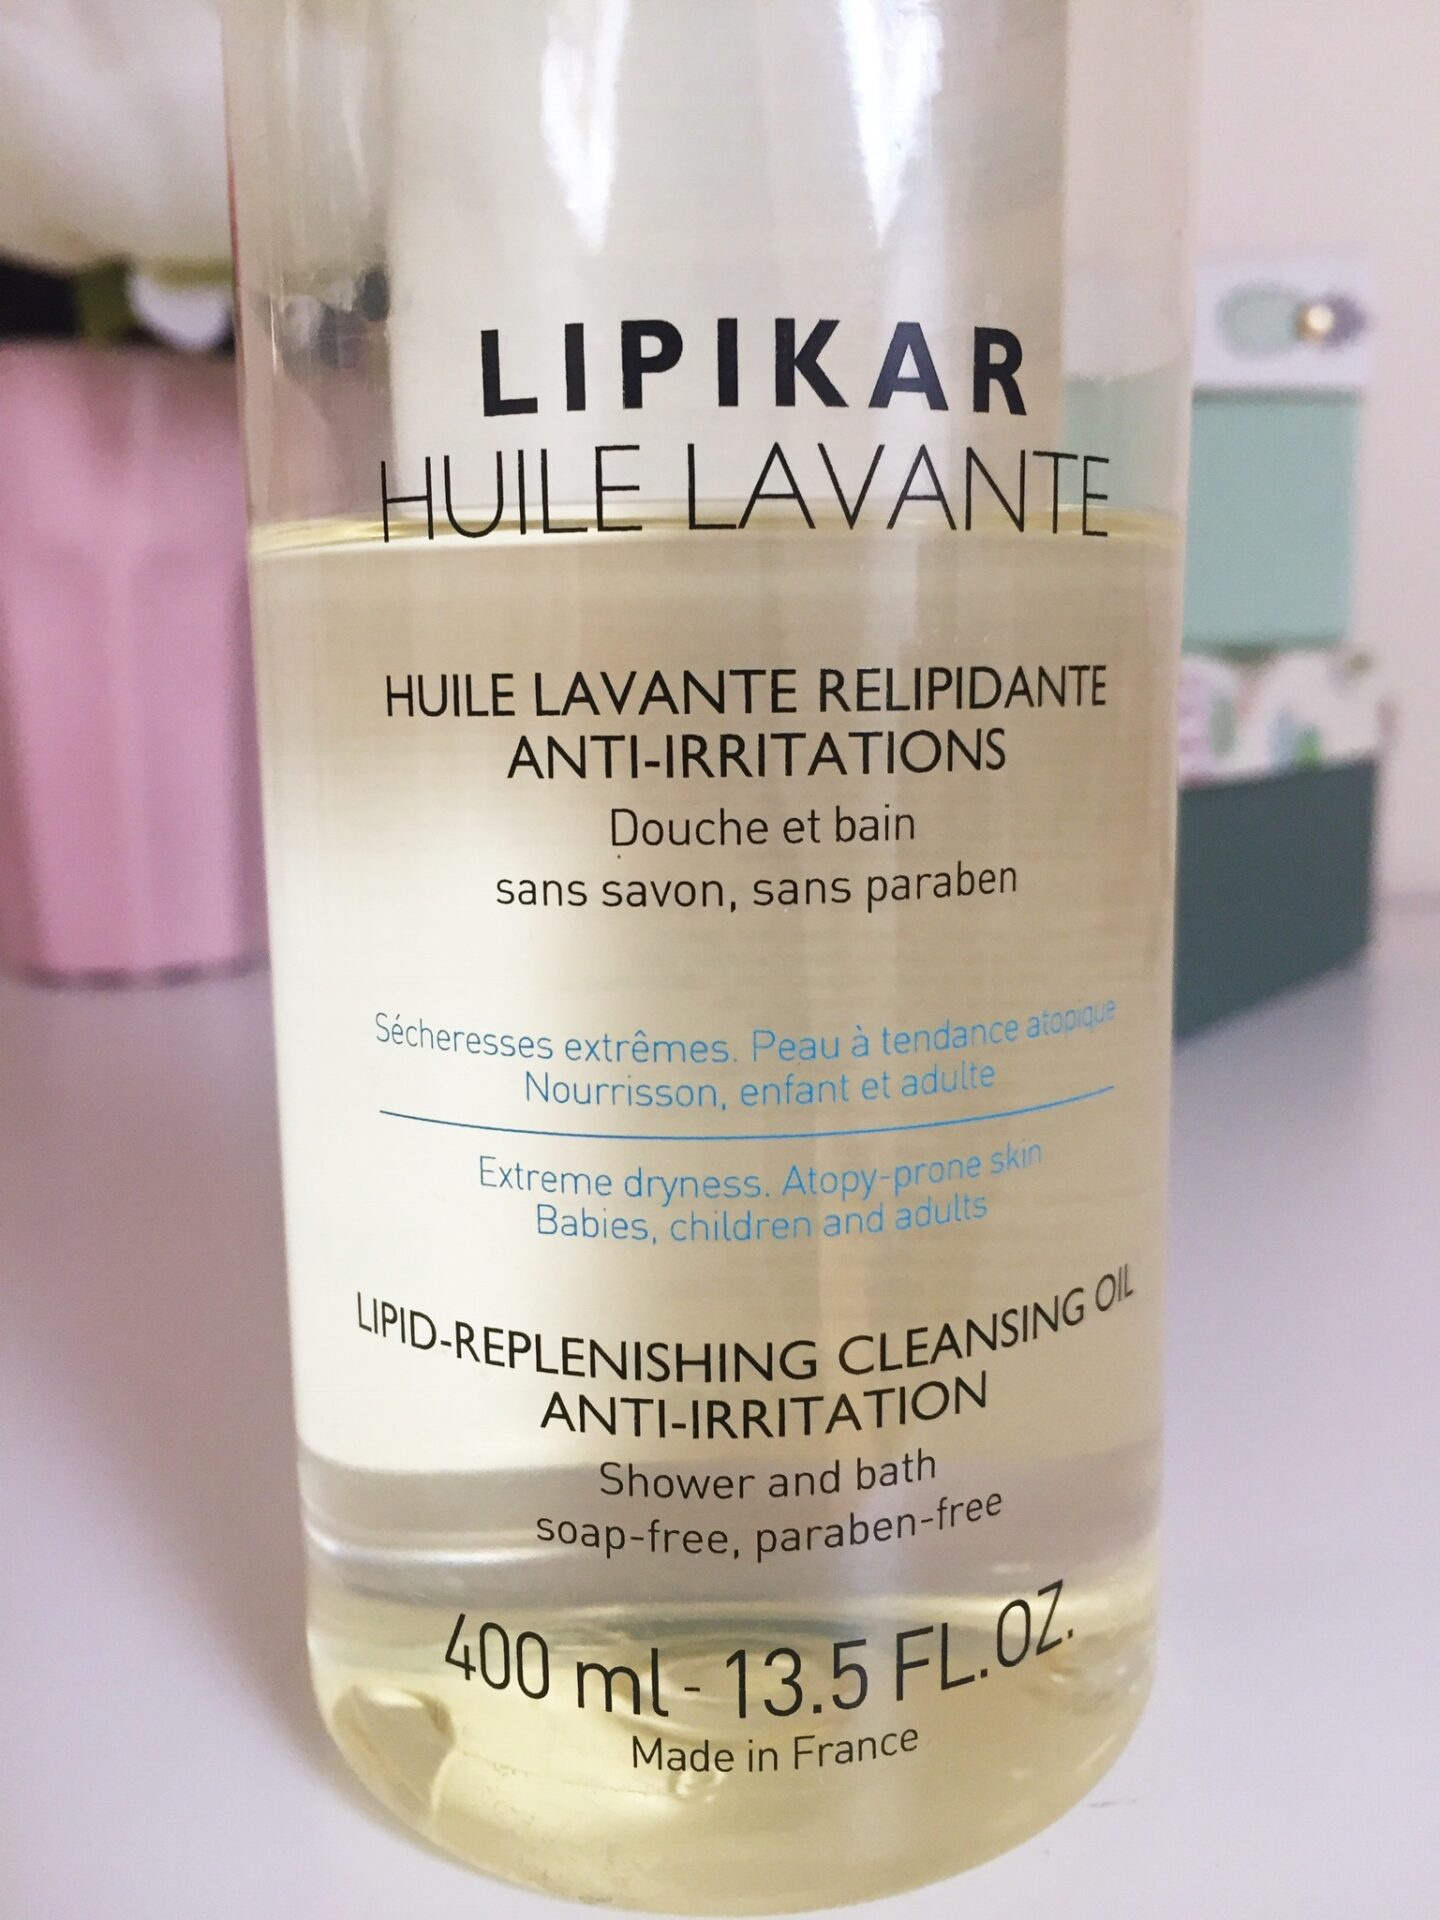 LIPIKAR
HUILE LAVANTE
HUILE LAVANTE RELIPIDANTE
ANTI-IRRITATIONS
Douche et bain
sans savon, sans paraben
Sécheresses extrêmes. Peau à tendance atopique
Nourrisson, enfant et adulte
Extreme dryness. Atopy-prone skin
Babies, children and adults
LIPID-REPLENISHING CLEANSING OIL
ANTI-IRRITATION
Shower and bath
soap-free, paraben-free
400 ml - 13.5 FL.OZ.
Made in France